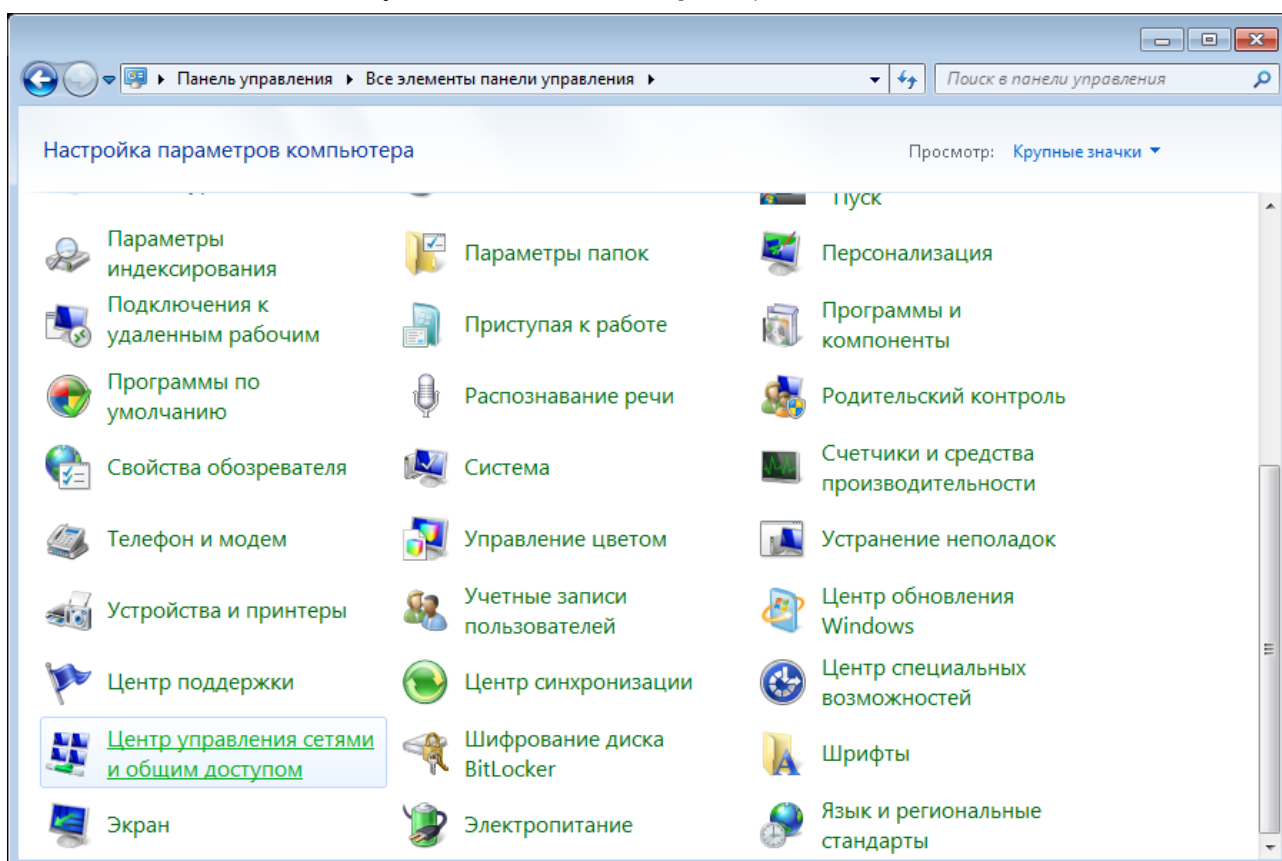 Панель управления
Все элементы панели управления
Поиск в панели управления
Настройка параметров компьютера
Просмотр: Крупные значки
Пуск
Параметры
индексирования
Параметры папок
Персонализация
Подключения к
удаленным рабочим
Приступая к работе
Программы и
компоненты
Программы по
умолчанию
Распознавание речи
Родительский контроль
Свойства обозревателя
Система
Счетчики и средства
производительности
Телефон и модем
Управление цветом
Устранение неполадок
Устройства и принтеры
Учетные записи
пользователей
Центр обновления
Windows
Центр поддержки
Центр синхронизации
Центр специальных
возможностей
Центр управления сетями
и общим доступом
Шифрование диска
BitLocker
Шрифты
Экран
Электропитание
Язык и региональные
стандарты